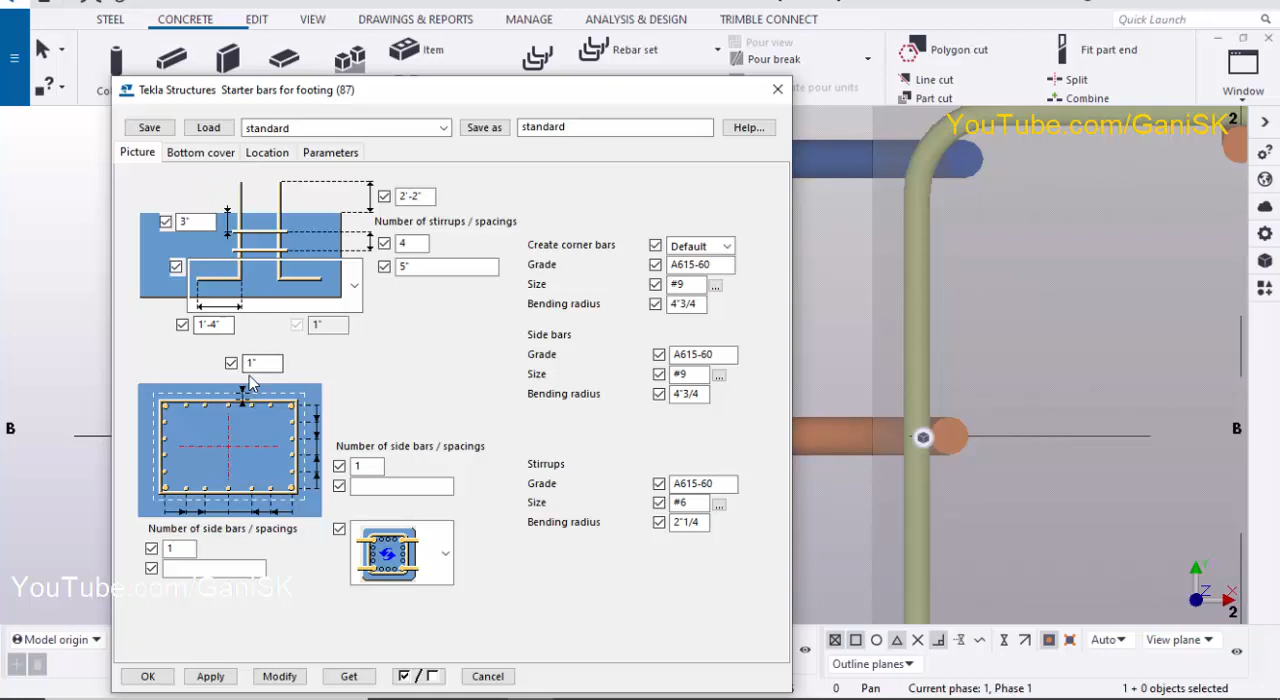 STEEL CONCRETE EDIT VIEW DRAWINGS & REPORTS MANAGE ANALYSIS & DESIGN TRIMBLE CONNECT Quick Launch
Item
Rebar set
Pour view
Pour break
Polygon cut
Fit part end
Line cut
Split
Part cut
Combine
Window
Tekla Structures Starter bars for footing (87)
YouTube.com/GaniSK
2
Save Load standard Save as standard Help...
Picture Bottom cover Location Parameters
2'-2"
3"
Number of stirrups / spacings
4
5"
1'-4"
1"
1"
Create corner bars Default
Grade A615-60
Size #9 ...
Bending radius 4"3/4
Side bars
Grade A615-60
Size #9 ...
Bending radius 4"3/4
B
B
Number of side bars / spacings
1
Stirrups
Grade A615-60
Size #6 ...
Bending radius 2"1/4
Number of side bars / spacings
1
YouTube.com/GaniSK
Y
Z
X
2
Model origin
Auto
View plane
Outline planes
OK Apply Modify Get / Cancel
0 Pan Current phase: 1, Phase 1 1 + 0 objects selected